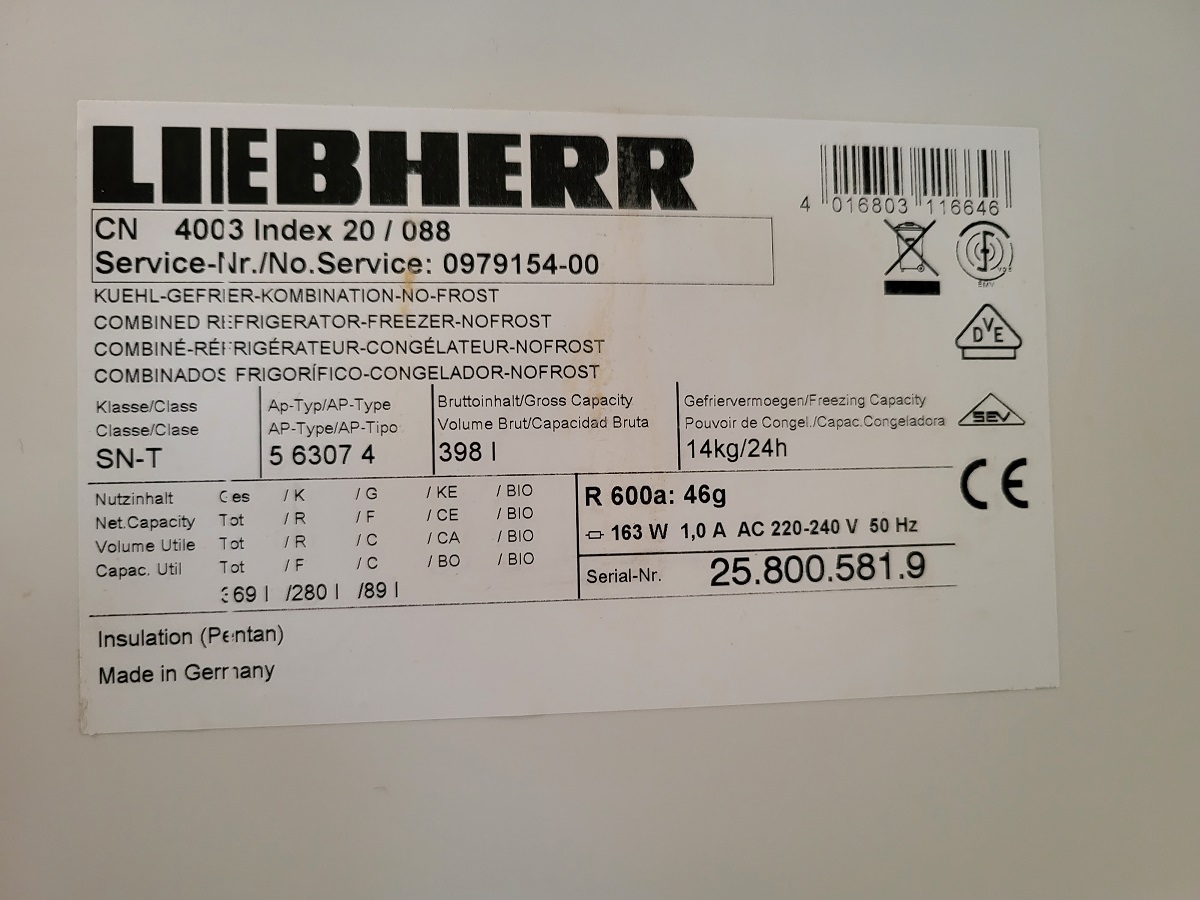 LIEBHERR
4 016803 116646
CN 4003 Index 20 / 088
Service-Nr./No.Service: 0979154-00
KUEHL-GEFRIER-KOMBINATION-NO-FROST
COMBINED REFRIGERATOR-FREEZER-NOFROST
COMBINÉ-RÉFRIGÉRATEUR-CONGÉLATEUR-NOFROST
COMBINADOS FRIGORÍFICO-CONGELADOR-NOFROST
DVE
SEV
CE
Klasse/Class
Classe/Clase
SN-T
Ap-Typ/AP-Type
AP-Type/AP-Tipo
5 6307 4
Bruttoinhalt/Gross Capacity
Volume Brut/Capacidad Bruta
398 l
Gefriervermoegen/Freezing Capacity
Pouvoir de Congel./Capac.Congeladora
14kg/24h
Nutzinhalt Ges / K / G / KE / BIO
Net.Capacity Tot / R / F / CE / BIO
Volume Utile Tot / R / C / CA / BIO
Capac. Util Tot / F / C / BO / BIO
369 l /280 l /89 l
R 600a: 46g
163 W 1,0 A AC 220-240 V 50 Hz
Serial-Nr. 25.800.581.9
Insulation (Pentan)
Made in Germany